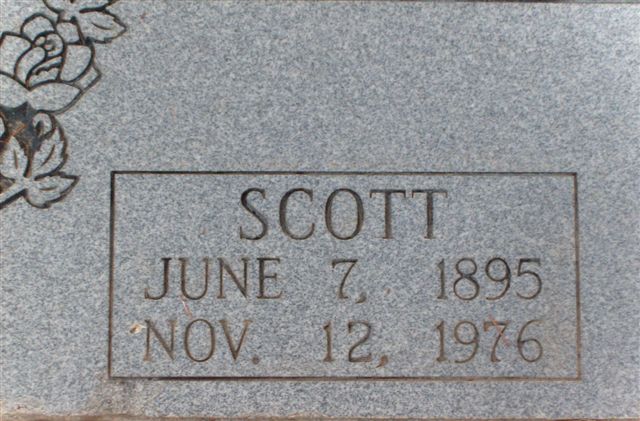 SCOTT
JUNE 7, 1895
NOV. 12, 1976